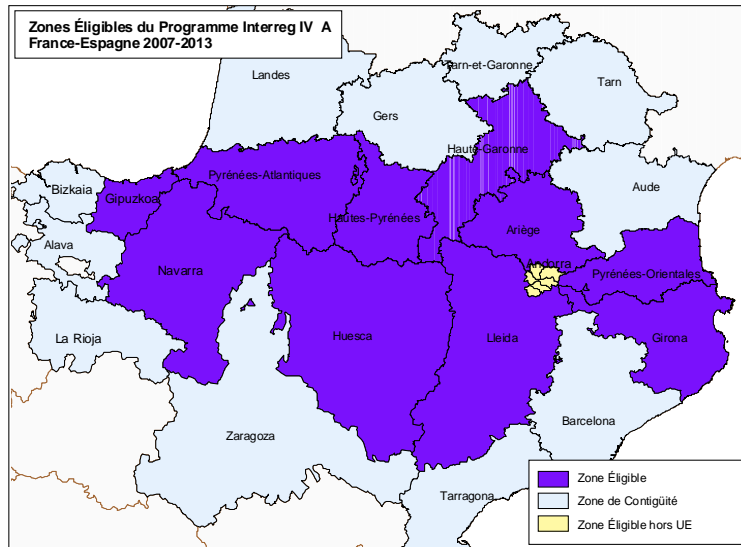 Zones Éligibles du Programme Interreg IV A
France-Espagne 2007-2013
Landes
Tarn-et-Garonne
Tarn
Gers
Haute-Garonne
Pyrénées-Atlantiques
Bizkaia
Gipuzkoa
Aude
Hautes-Pyrénées
Ariège
Alava
Navarra
Andorra
Pyrénées-Orientales
La Rioja
Huesca
Lleida
Girona
Barcelona
Zaragoza
Tarragona
Zone Éligible
Zone de Contigüité
Zone Éligible hors UE